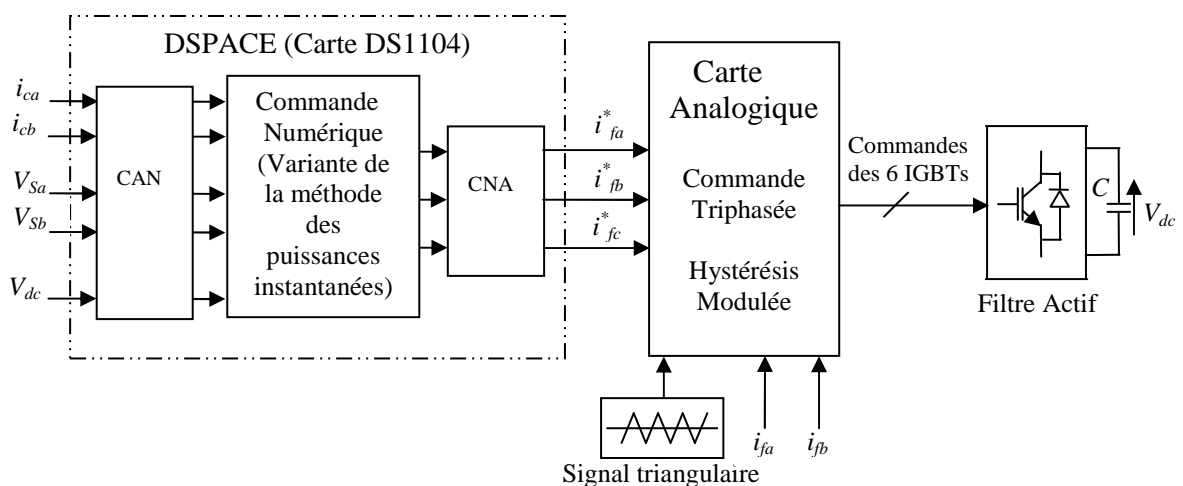 DSPACE (Carte DS1104)
i_ca
i_cb
V_Sa
V_Sb
V_dc
CAN
Commande
Numérique
(Variante de
la méthode
des
puissances
instantanées)
CNA
i*_fa
i*_fb
i*_fc
Carte
Analogique
Commande
Triphasée
Hystérésis
Modulée
Signal triangulaire
i_fa
i_fb
Commandes
des 6 IGBTs
C
V_dc
Filtre Actif